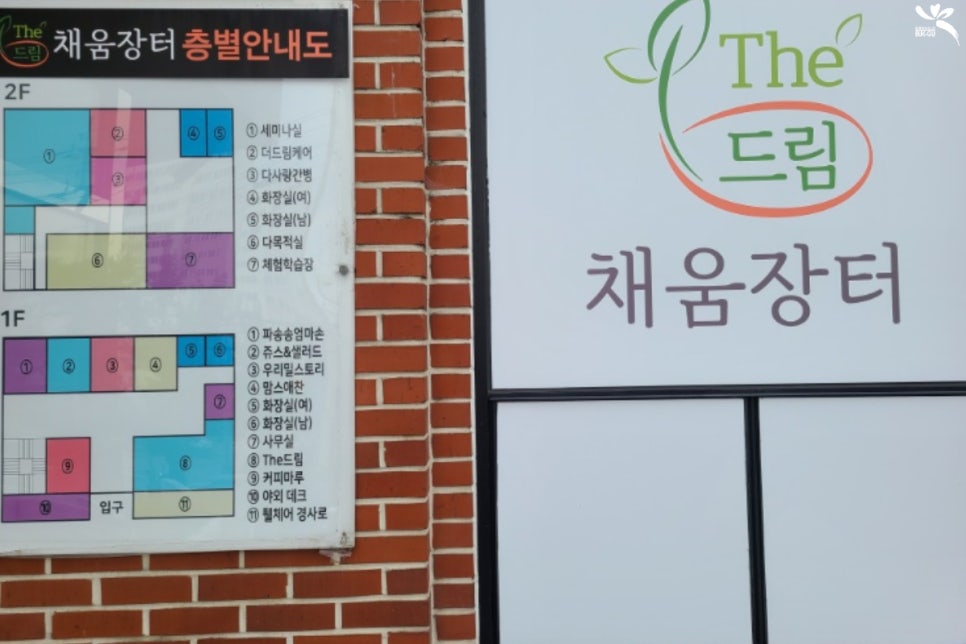 The
드림
채움장터 층별안내도
2F
① ② ③ ④ ⑤ ⑥ ⑦
① 세미나실
② 더드림케어
③ 다사랑간병
④ 화장실(여)
⑤ 화장실(남)
⑥ 다목적실
⑦ 체험학습장
1F
① ② ③ ④ ⑤ ⑥ ⑦ ⑧ ⑨ ⑩ ⑪
입구
① 파송송엄마손
② 쥬스&샐러드
③ 우리밀스토리
④ 맘스애찬
⑤ 화장실(여)
⑥ 화장실(남)
⑦ 사무실
⑧ The드림
⑨ 커피마루
⑩ 야외 데크
⑪ 휠체어 경사로
The
드림
채움장터